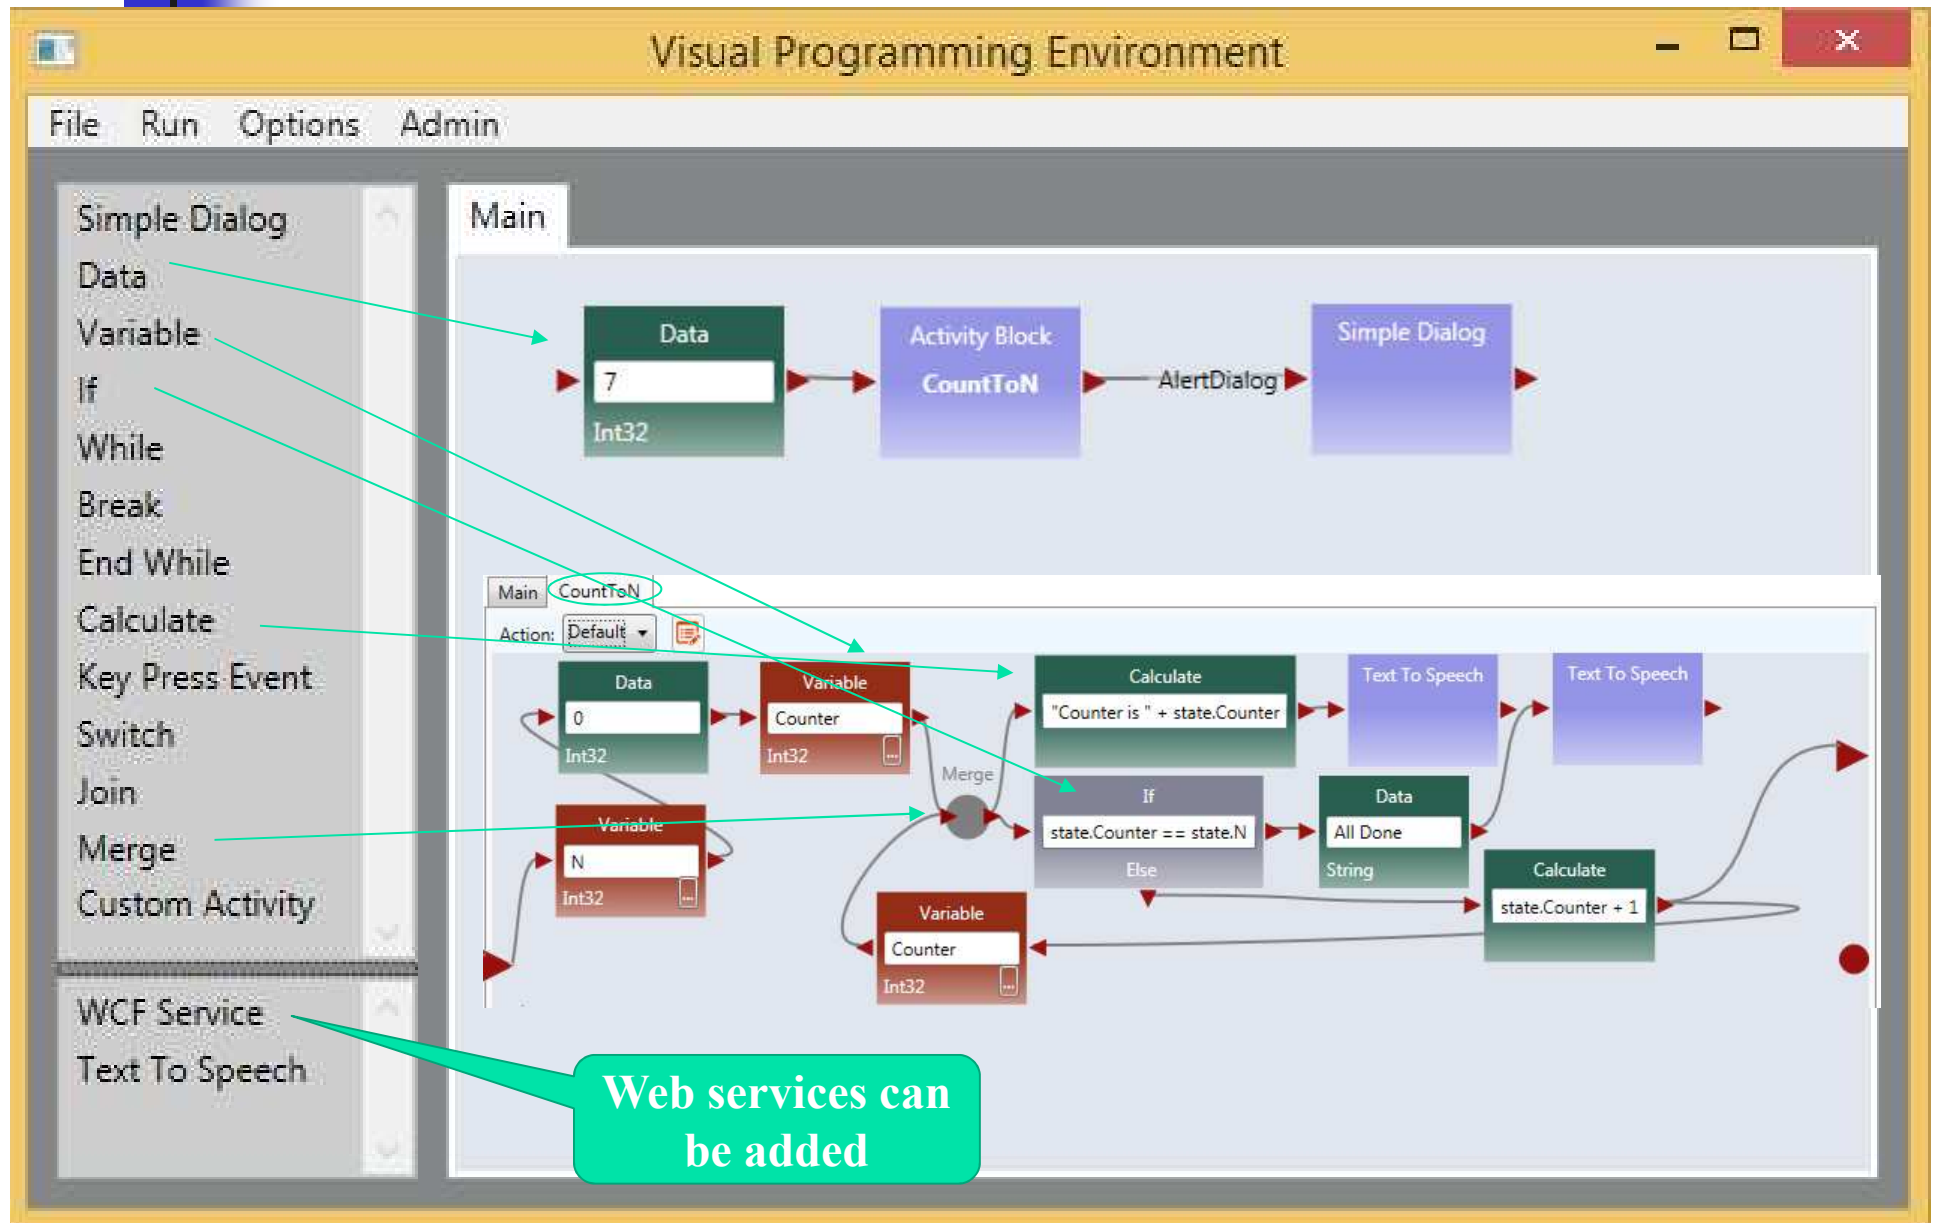 Visual Programming Environment
File Run Options Admin
Simple Dialog
Data
Variable
If
While
Break
End While
Calculate
Key Press Event
Switch
Join
Merge
Custom Activity
WCF Service
Text To Speech
Main
Data
7
Int32
Activity Block
CountToN
AlertDialog
Simple Dialog
Main CountToN
Action: Default
Data
0
Int32
Variable
Counter
Int32
...
Variable
N
Int32
...
Merge
Calculate
"Counter is " + state.Counter
Text To Speech
Text To Speech
If
state.Counter == state.N
Else
Data
All Done
String
Calculate
state.Counter + 1
Variable
Counter
Int32
...
Web services can
be added